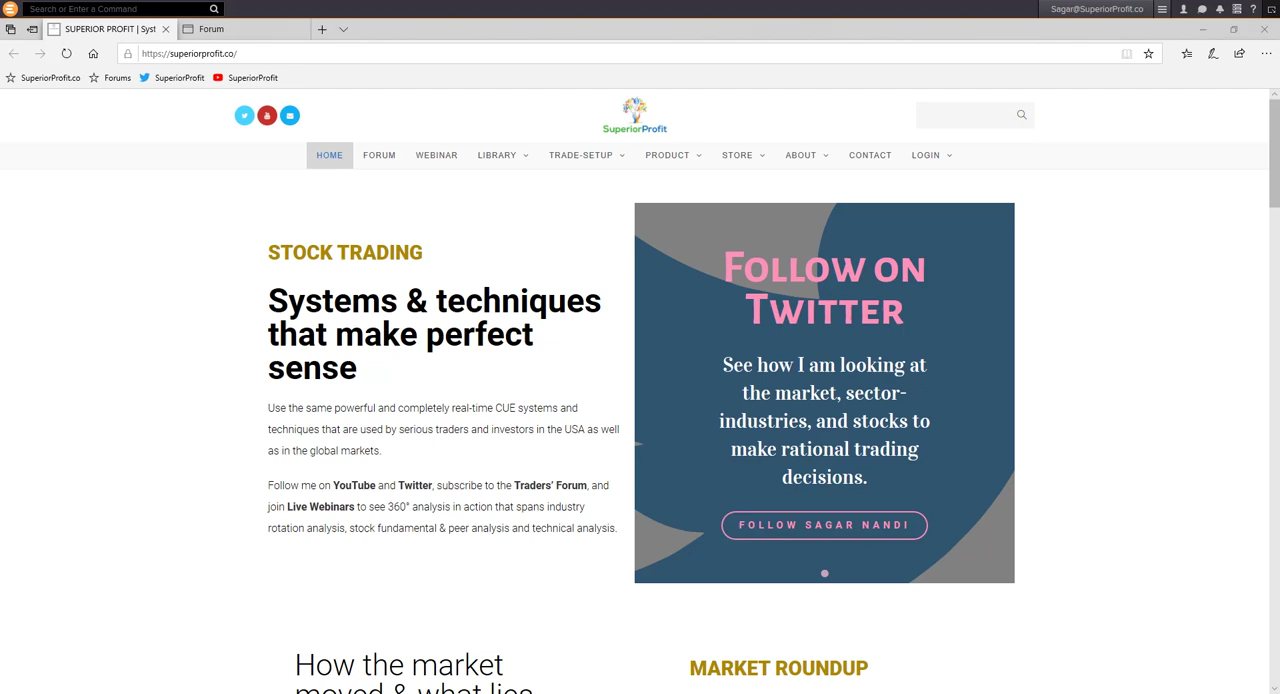 Search or Enter a Command
Sagar@SuperiorProfit.co
?
SUPERIOR PROFIT | Syst
Forum
https://superiorprofit.co/
SuperiorProfit.co
Forums
SuperiorProfit
SuperiorProfit
SuperiorProfit
HOME
FORUM
WEBINAR
LIBRARY
TRADE-SETUP
PRODUCT
STORE
ABOUT
CONTACT
LOGIN
STOCK TRADING
Systems & techniques
that make perfect
sense
Use the same powerful and completely real-time CUE systems and
techniques that are used by serious traders and investors in the USA as well
as in the global markets.
Follow me on YouTube and Twitter, subscribe to the Traders' Forum, and
join Live Webinars to see 360° analysis in action that spans industry
rotation analysis, stock fundamental & peer analysis and technical analysis.
Follow on
Twitter
See how I am looking at
the market, sector-
industries, and stocks to
make rational trading
decisions.
FOLLOW SAGAR NANDI
How the market
moved & what lies
MARKET ROUNDUP